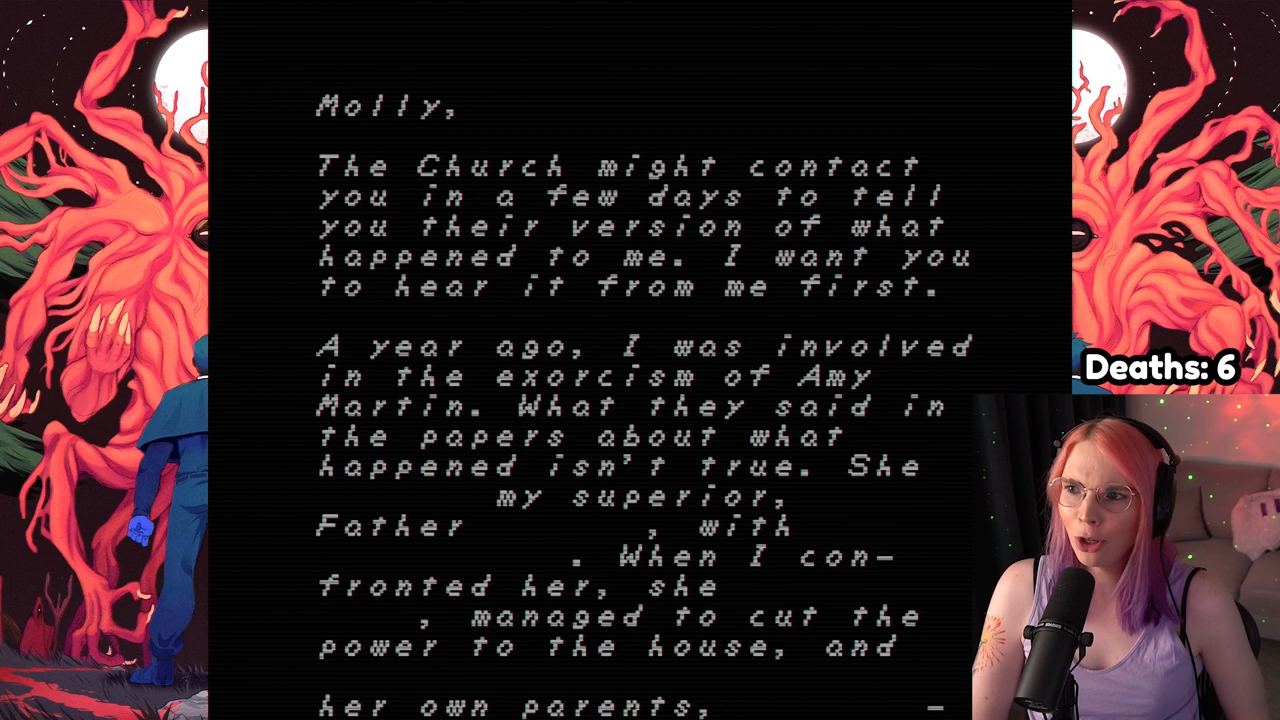 Molly,
The Church might contact
you in a few days to tell
you their version of what
happened to me. I want you
to hear it from me first.
A year ago, I was involved
in the exorcism of Amy
Martin. What they said in
the papers about what
happened isn't true. She
my superior,
Father , with
. When I con-
fronted her, she
, managed to cut the
power to the house, and
her own parents, -
Deaths: 6